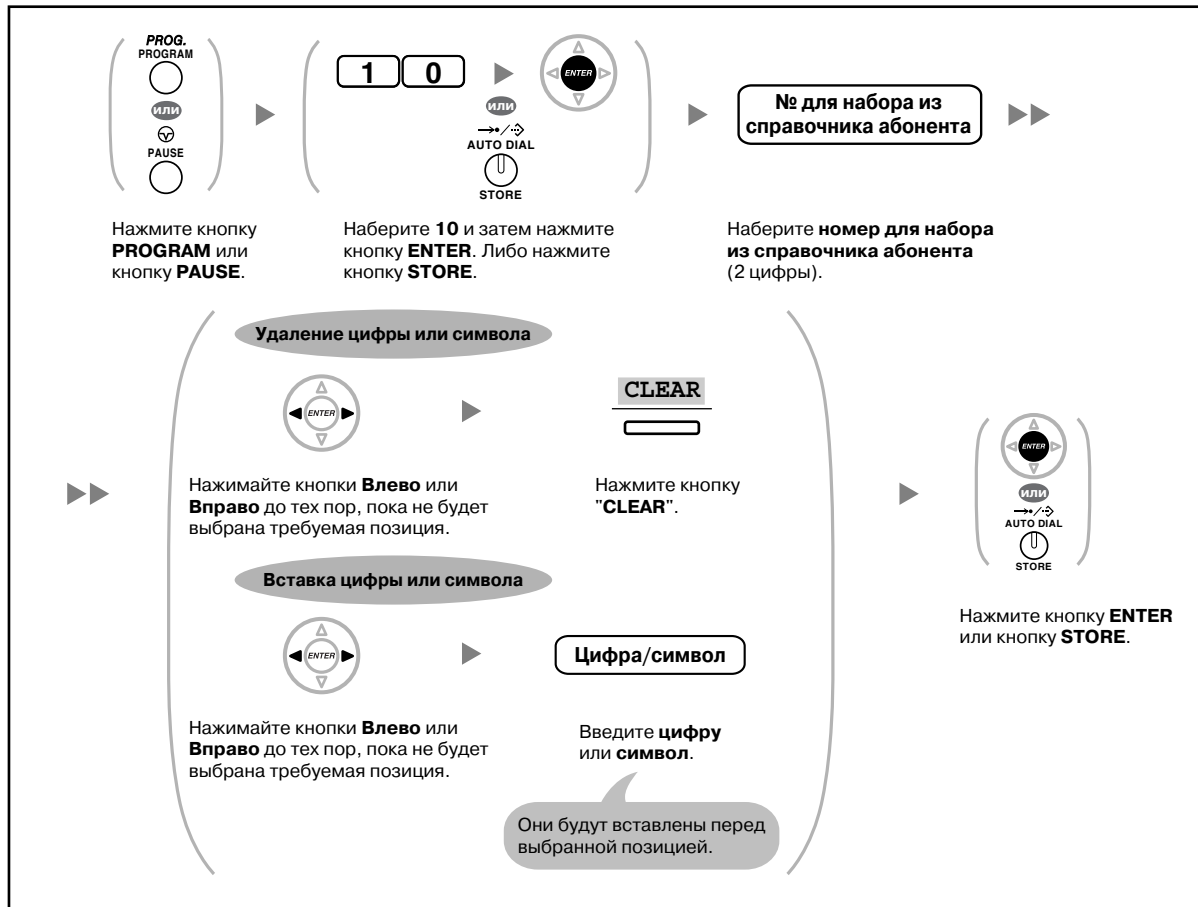 PROG.
PROGRAM
или
PAUSE
1 0
ENTER
или
AUTO DIAL
STORE
№ для набора из
справочника абонента
Нажмите кнопку
PROGRAM или
кнопку PAUSE.
Наберите 10 и затем нажмите
кнопку ENTER. Либо нажмите
кнопку STORE.
Наберите номер для набора
из справочника абонента
(2 цифры).
Удаление цифры или символа
ENTER
CLEAR
Нажимайте кнопки Влево или
Вправо до тех пор, пока не будет
выбрана требуемая позиция.
Нажмите кнопку
"CLEAR".
Вставка цифры или символа
ENTER
Цифра/символ
Нажимайте кнопки Влево или
Вправо до тех пор, пока не будет
выбрана требуемая позиция.
Введите цифру
или символ.
Они будут вставлены перед
выбранной позицией.
ENTER
или
AUTO DIAL
STORE
Нажмите кнопку ENTER
или кнопку STORE.